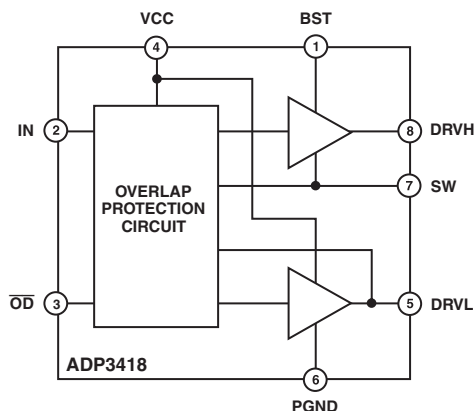 VCC
BST
4
1
IN
2
8
DRVH
OVERLAP
PROTECTION
CIRCUIT
7
SW
OD
3
5
DRVL
ADP3418
6
PGND